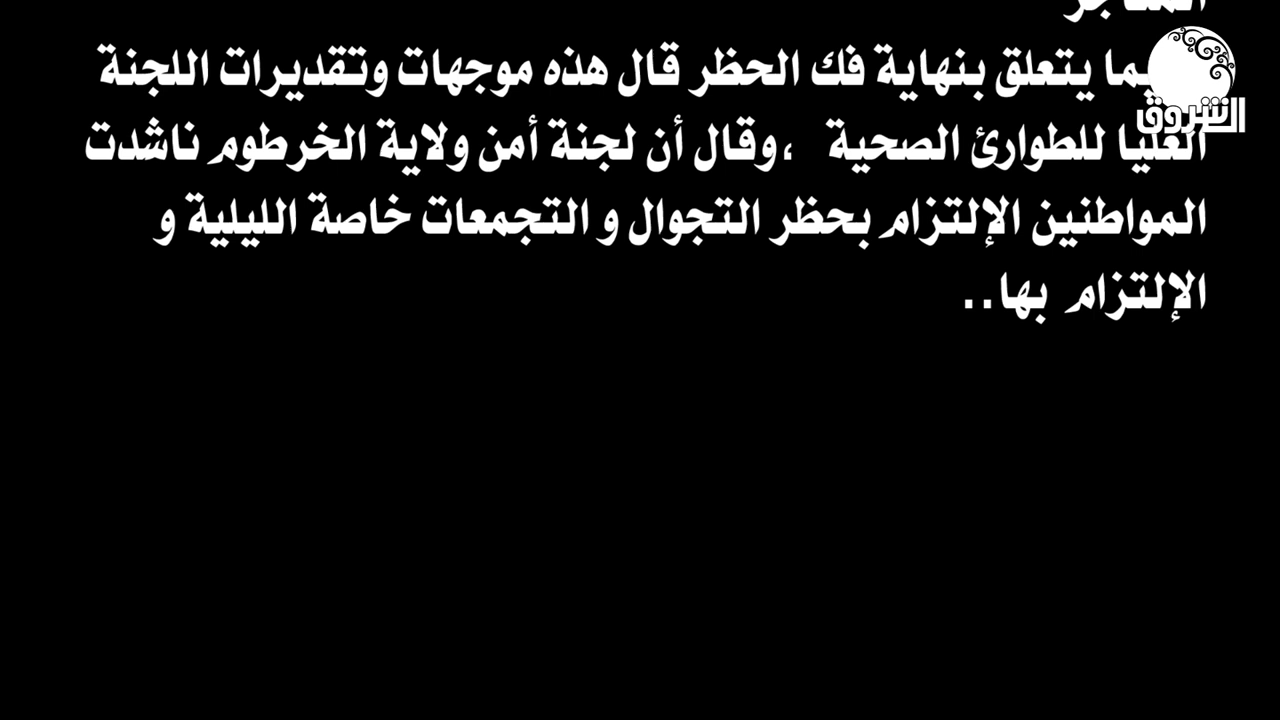 يما يتعلق بنهاية فك الحظر قال هذه موجهات وتقديرات اللجنة
العليا للطوارئ الصحية ،وقال أن لجنة أمن ولاية الخرطوم ناشدت
المواطنين الإلتزام بحظر التجوال و التجمعات خاصة الليلية و
الإلتزام بها..
الشروق